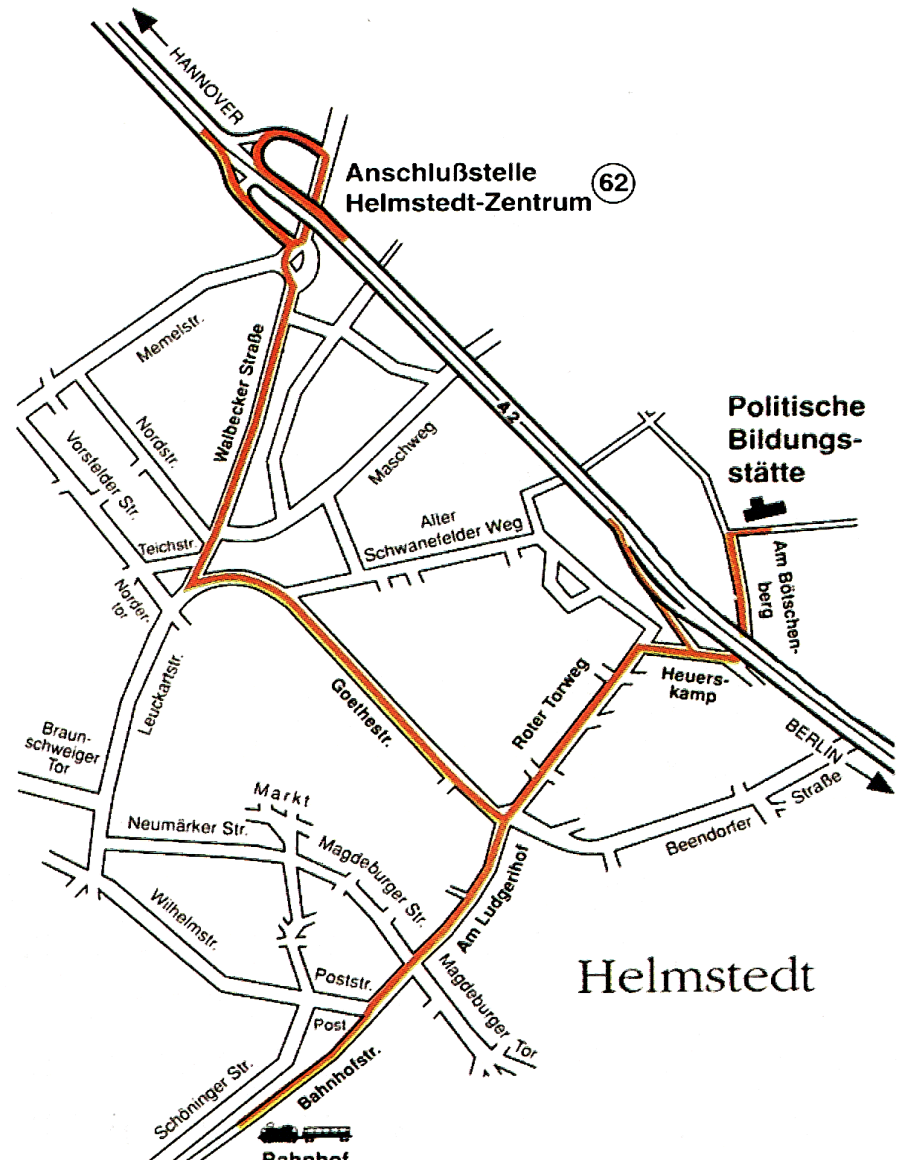 HANNOVER
Anschlußstelle
Helmstedt-Zentrum
62
Memelstr.
Walbecker Straße
Nordstr.
Vorsfelder Str.
Maschweg
A 2
Politische
Bildungs-
stätte
Alter
Schwanefelder Weg
Teichstr.
Am Bötschen-
berg
Norder-
tor
Leuckartstr.
Goethestr.
Roter Torweg
Heuers-
kamp
Braun-
schweiger
Tor
BERLIN
Markt
Neumärker Str.
Magdeburger Str.
Beendorfer
Straße
Am Ludgerihof
Wilhelmstr.
Helmstedt
Poststr.
Post
Magdeburger
Tor
Bahnhofstr.
Schöninger Str.
Bahnhof